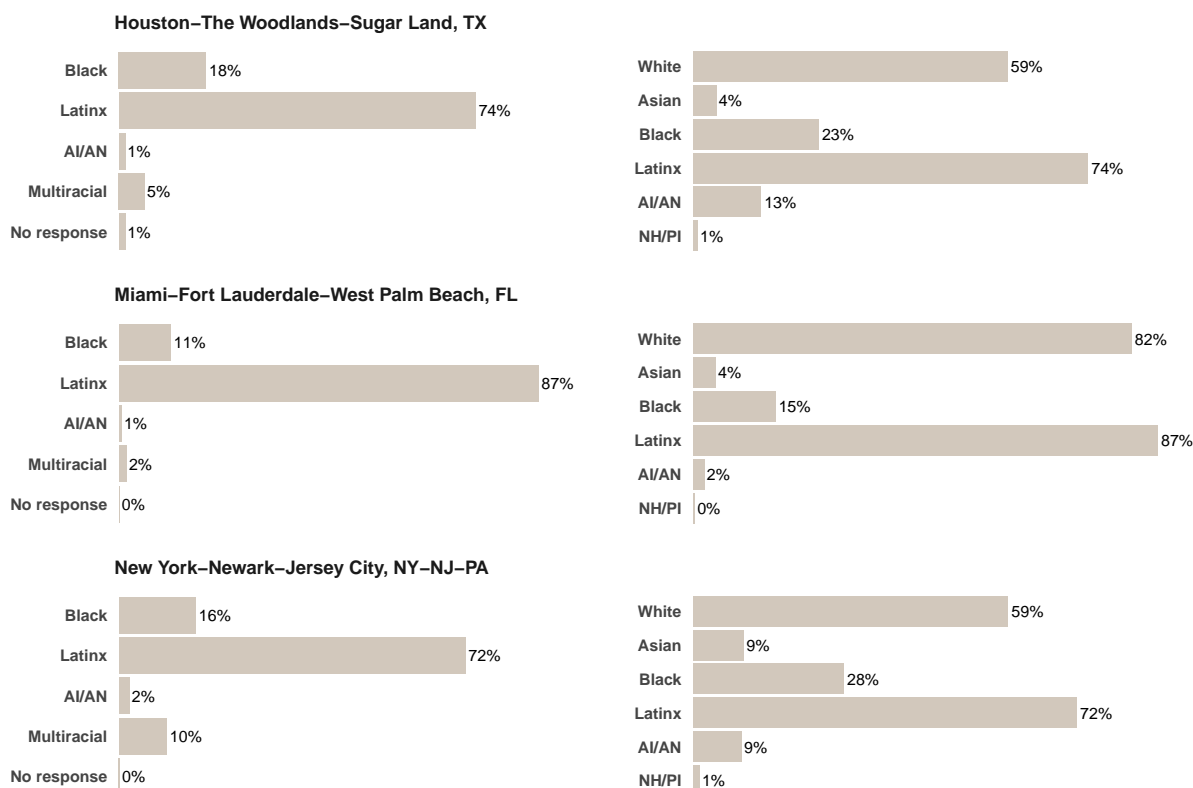 Houston–The Woodlands–Sugar Land, TX
Black 18%
Latinx 74%
AI/AN 1%
Multiracial 5%
No response 1%
White 59%
Asian 4%
Black 23%
Latinx 74%
AI/AN 13%
NH/PI 1%
Miami–Fort Lauderdale–West Palm Beach, FL
Black 11%
Latinx 87%
AI/AN 1%
Multiracial 2%
No response 0%
White 82%
Asian 4%
Black 15%
Latinx 87%
AI/AN 2%
NH/PI 0%
New York–Newark–Jersey City, NY–NJ–PA
Black 16%
Latinx 72%
AI/AN 2%
Multiracial 10%
No response 0%
White 59%
Asian 9%
Black 28%
Latinx 72%
AI/AN 9%
NH/PI 1%